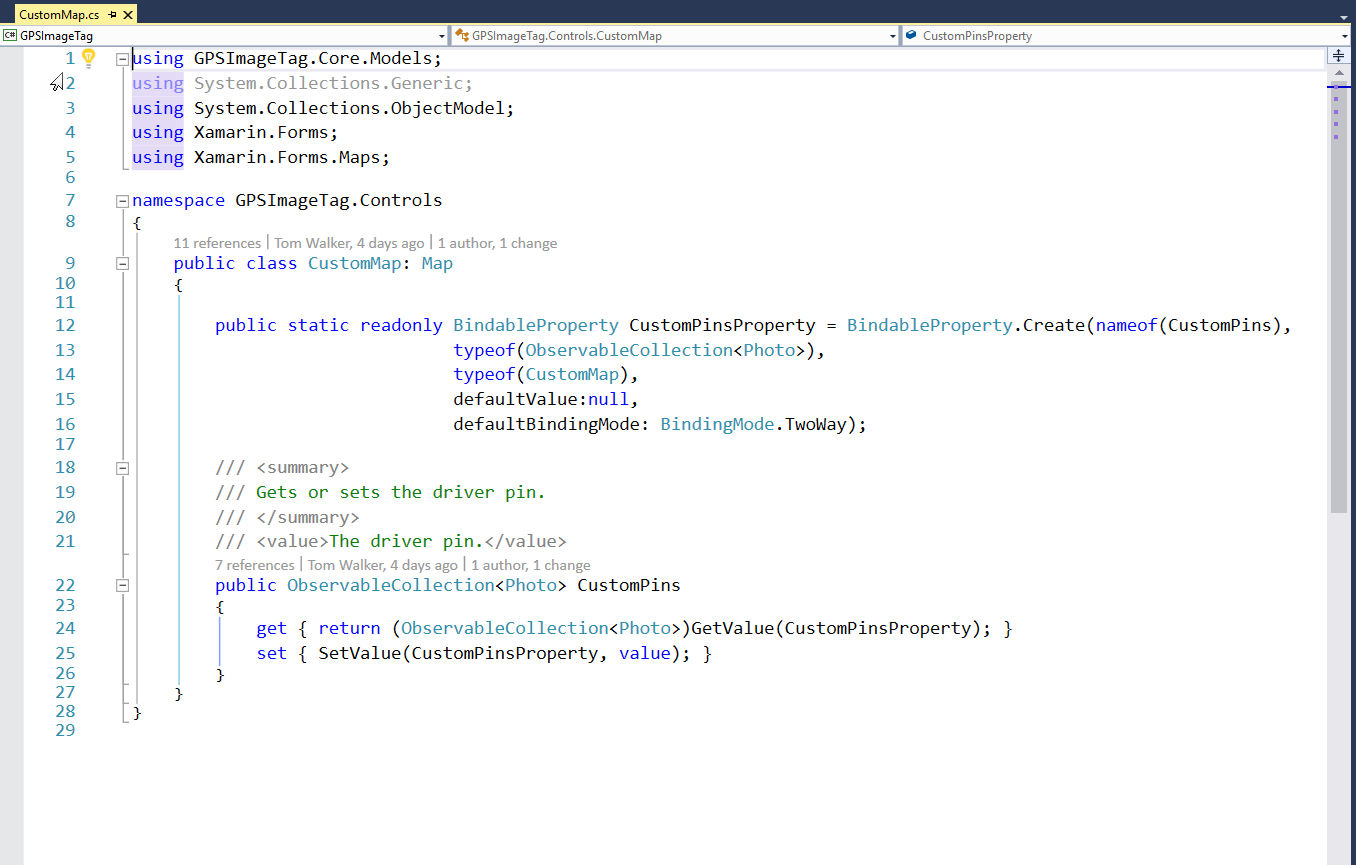 CustomMap.cs
C# GPSImageTag GPSImageTag.Controls.CustomMap CustomPinsProperty
1 using GPSImageTag.Core.Models;
2 using System.Collections.Generic;
3 using System.Collections.ObjectModel;
4 using Xamarin.Forms;
5 using Xamarin.Forms.Maps;
6
7 namespace GPSImageTag.Controls
8 {
11 references | Tom Walker, 4 days ago | 1 author, 1 change
9 public class CustomMap: Map
10 {
11
12 public static readonly BindableProperty CustomPinsProperty = BindableProperty.Create(nameof(CustomPins),
13 typeof(ObservableCollection<Photo>),
14 typeof(CustomMap),
15 defaultValue:null,
16 defaultBindingMode: BindingMode.TwoWay);
17
18 /// <summary>
19 /// Gets or sets the driver pin.
20 /// </summary>
21 /// <value>The driver pin.</value>
7 references | Tom Walker, 4 days ago | 1 author, 1 change
22 public ObservableCollection<Photo> CustomPins
23 {
24 get { return (ObservableCollection<Photo>)GetValue(CustomPinsProperty); }
25 set { SetValue(CustomPinsProperty, value); }
26 }
27 }
28 }
29